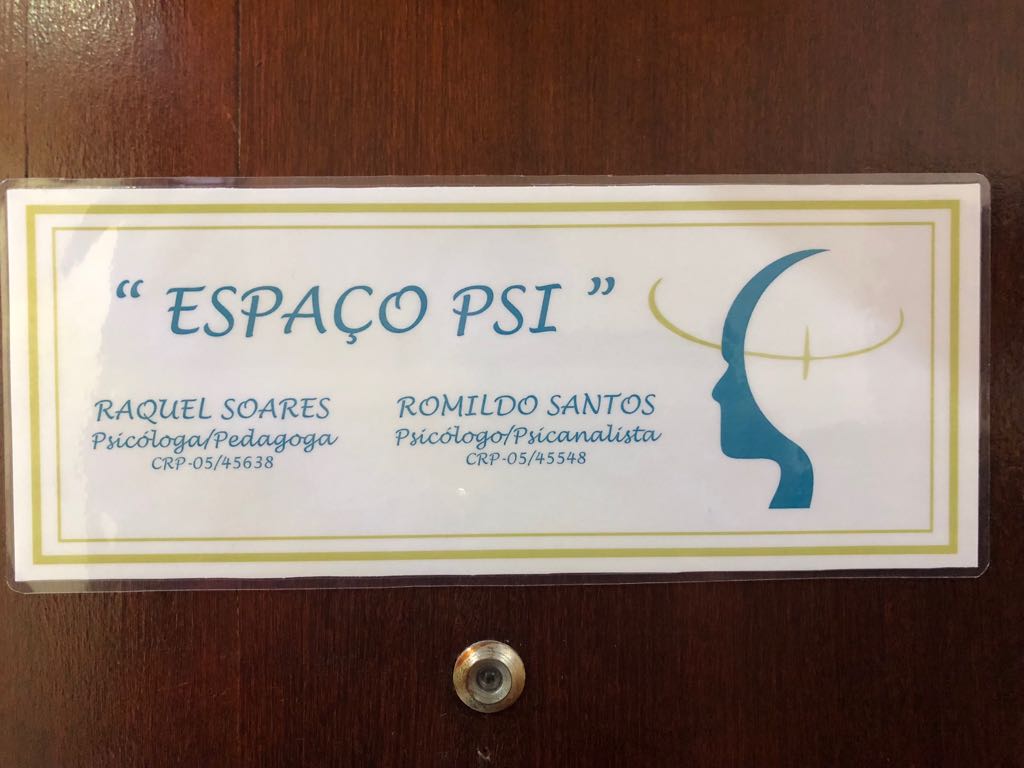 “ ESPAÇO PSI ”
RAQUEL SOARES
Psicóloga/Pedagoga
CRP-05/45638
ROMILDO SANTOS
Psicólogo/Psicanalista
CRP-05/45548